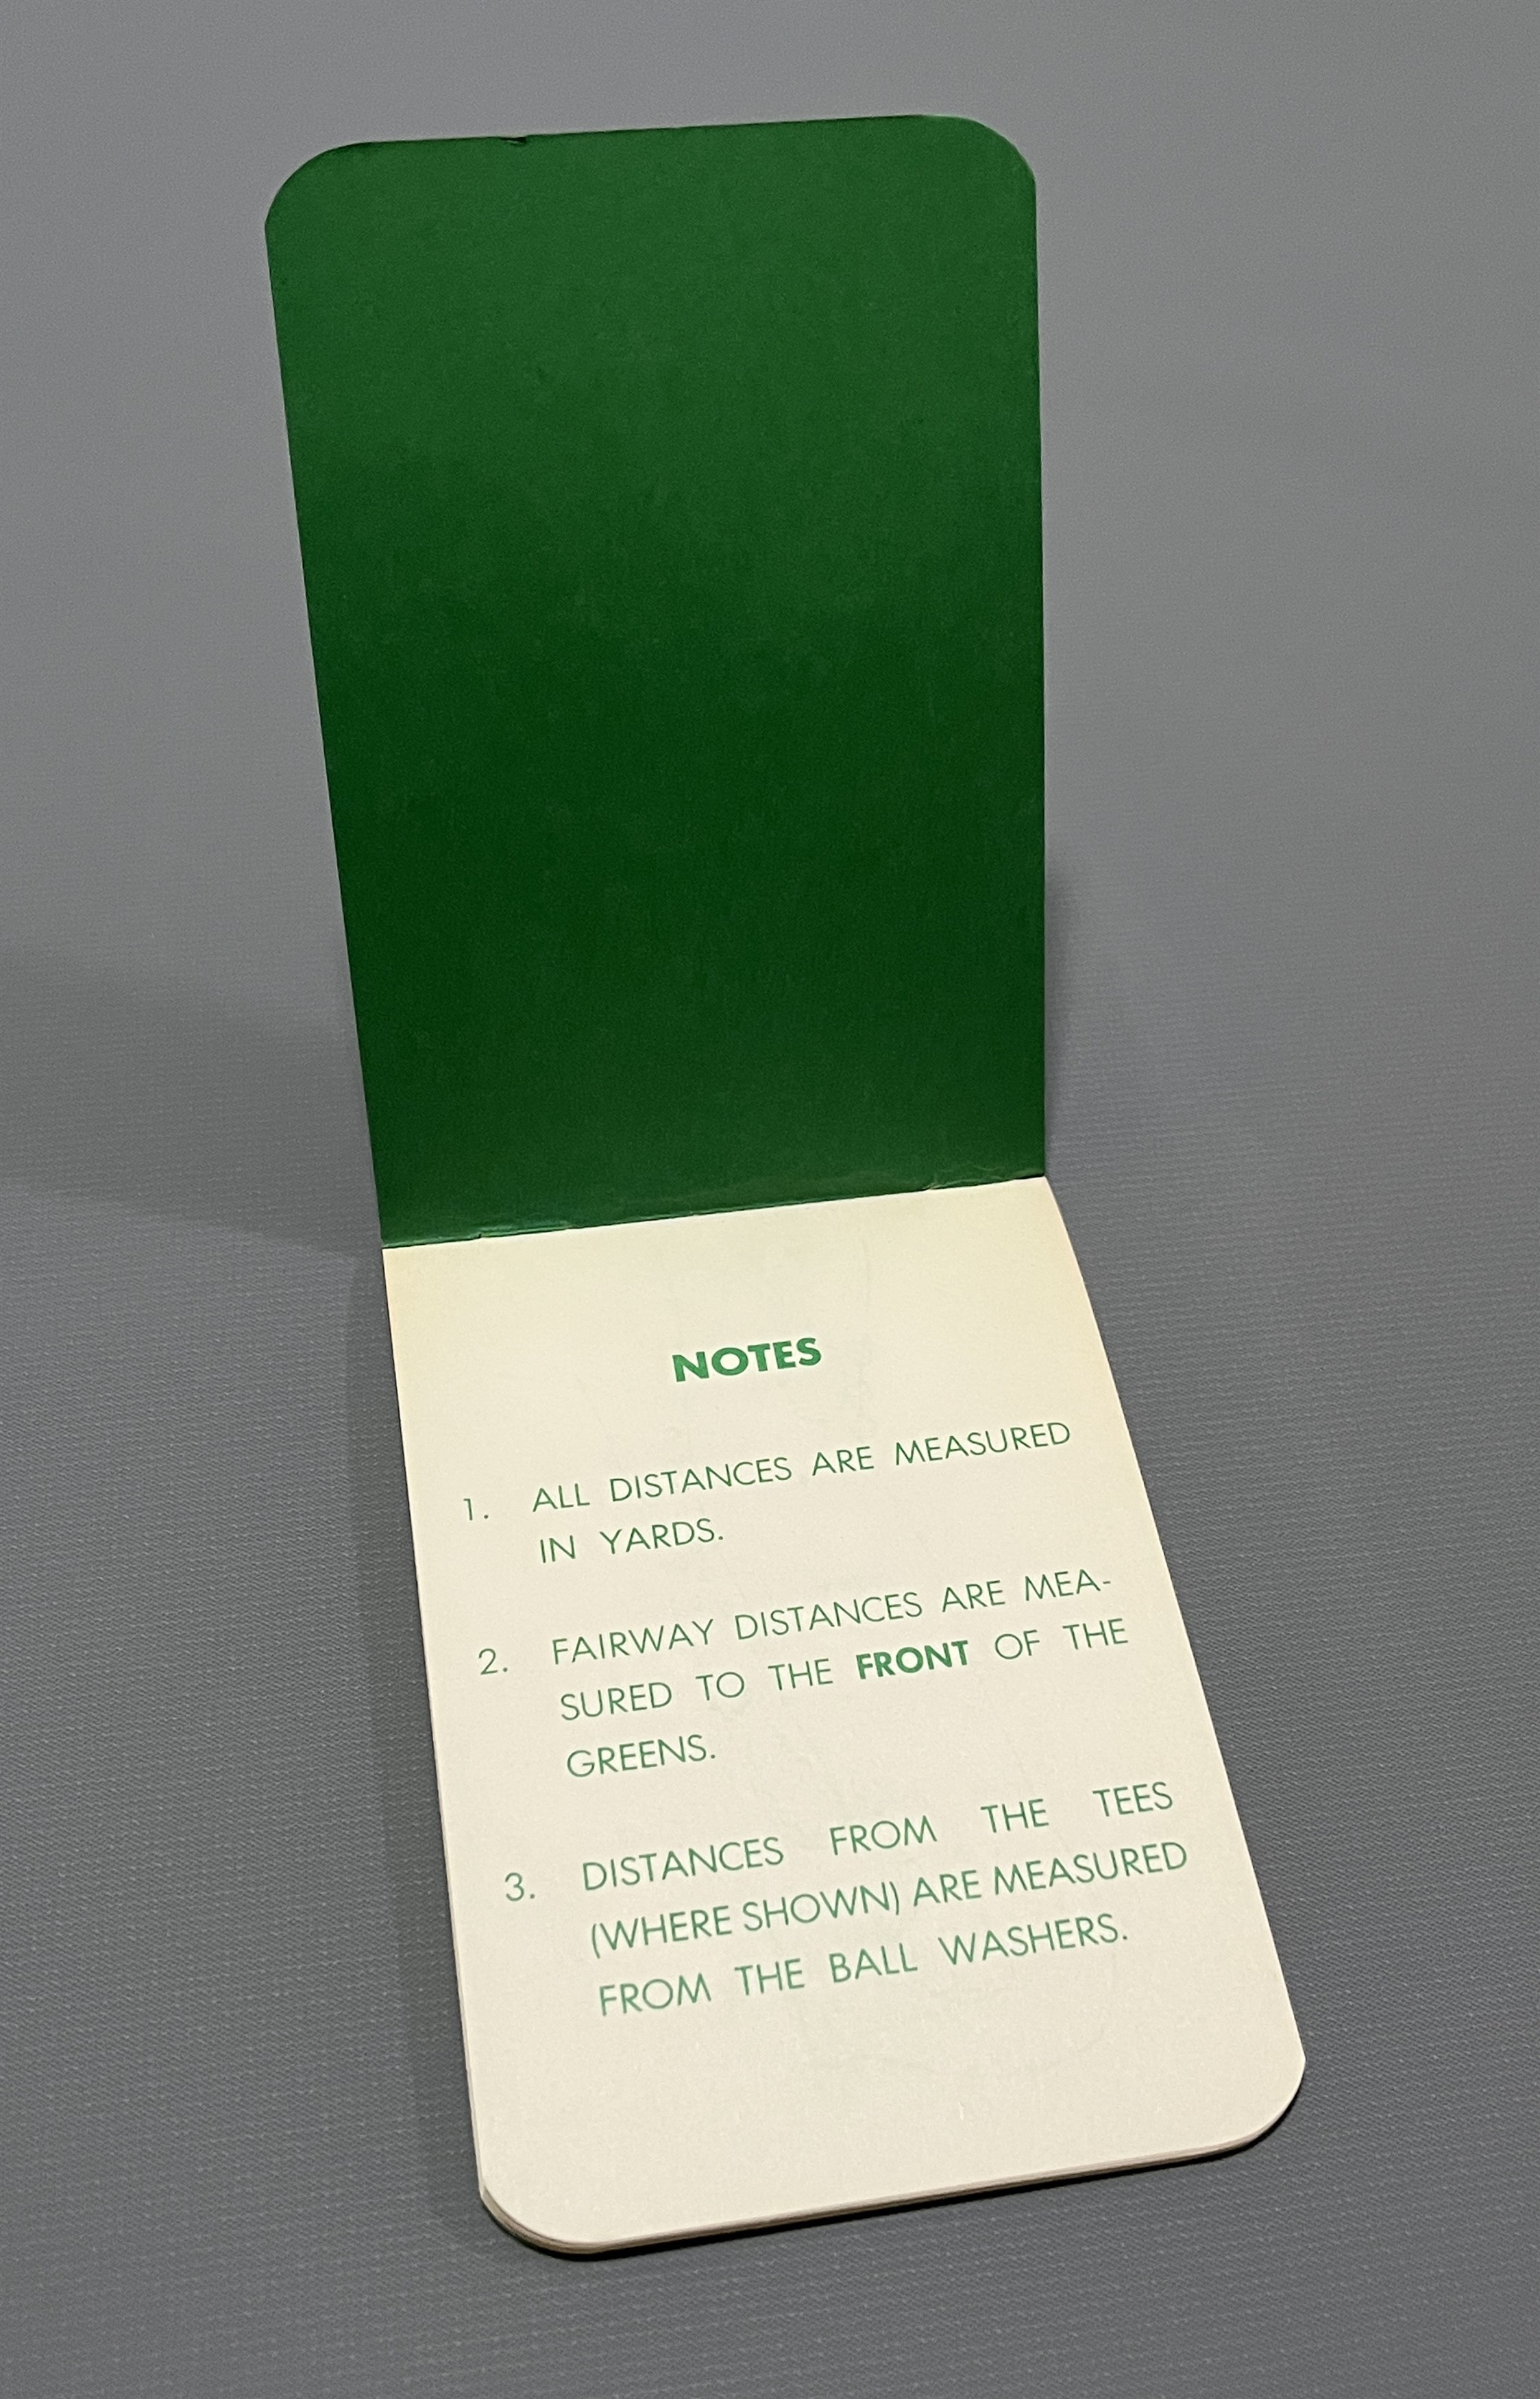 NOTES
1. ALL DISTANCES ARE MEASURED
IN YARDS.
2. FAIRWAY DISTANCES ARE MEA-
SURED TO THE FRONT OF THE
GREENS.
3. DISTANCES FROM THE TEES
(WHERE SHOWN) ARE MEASURED
FROM THE BALL WASHERS.